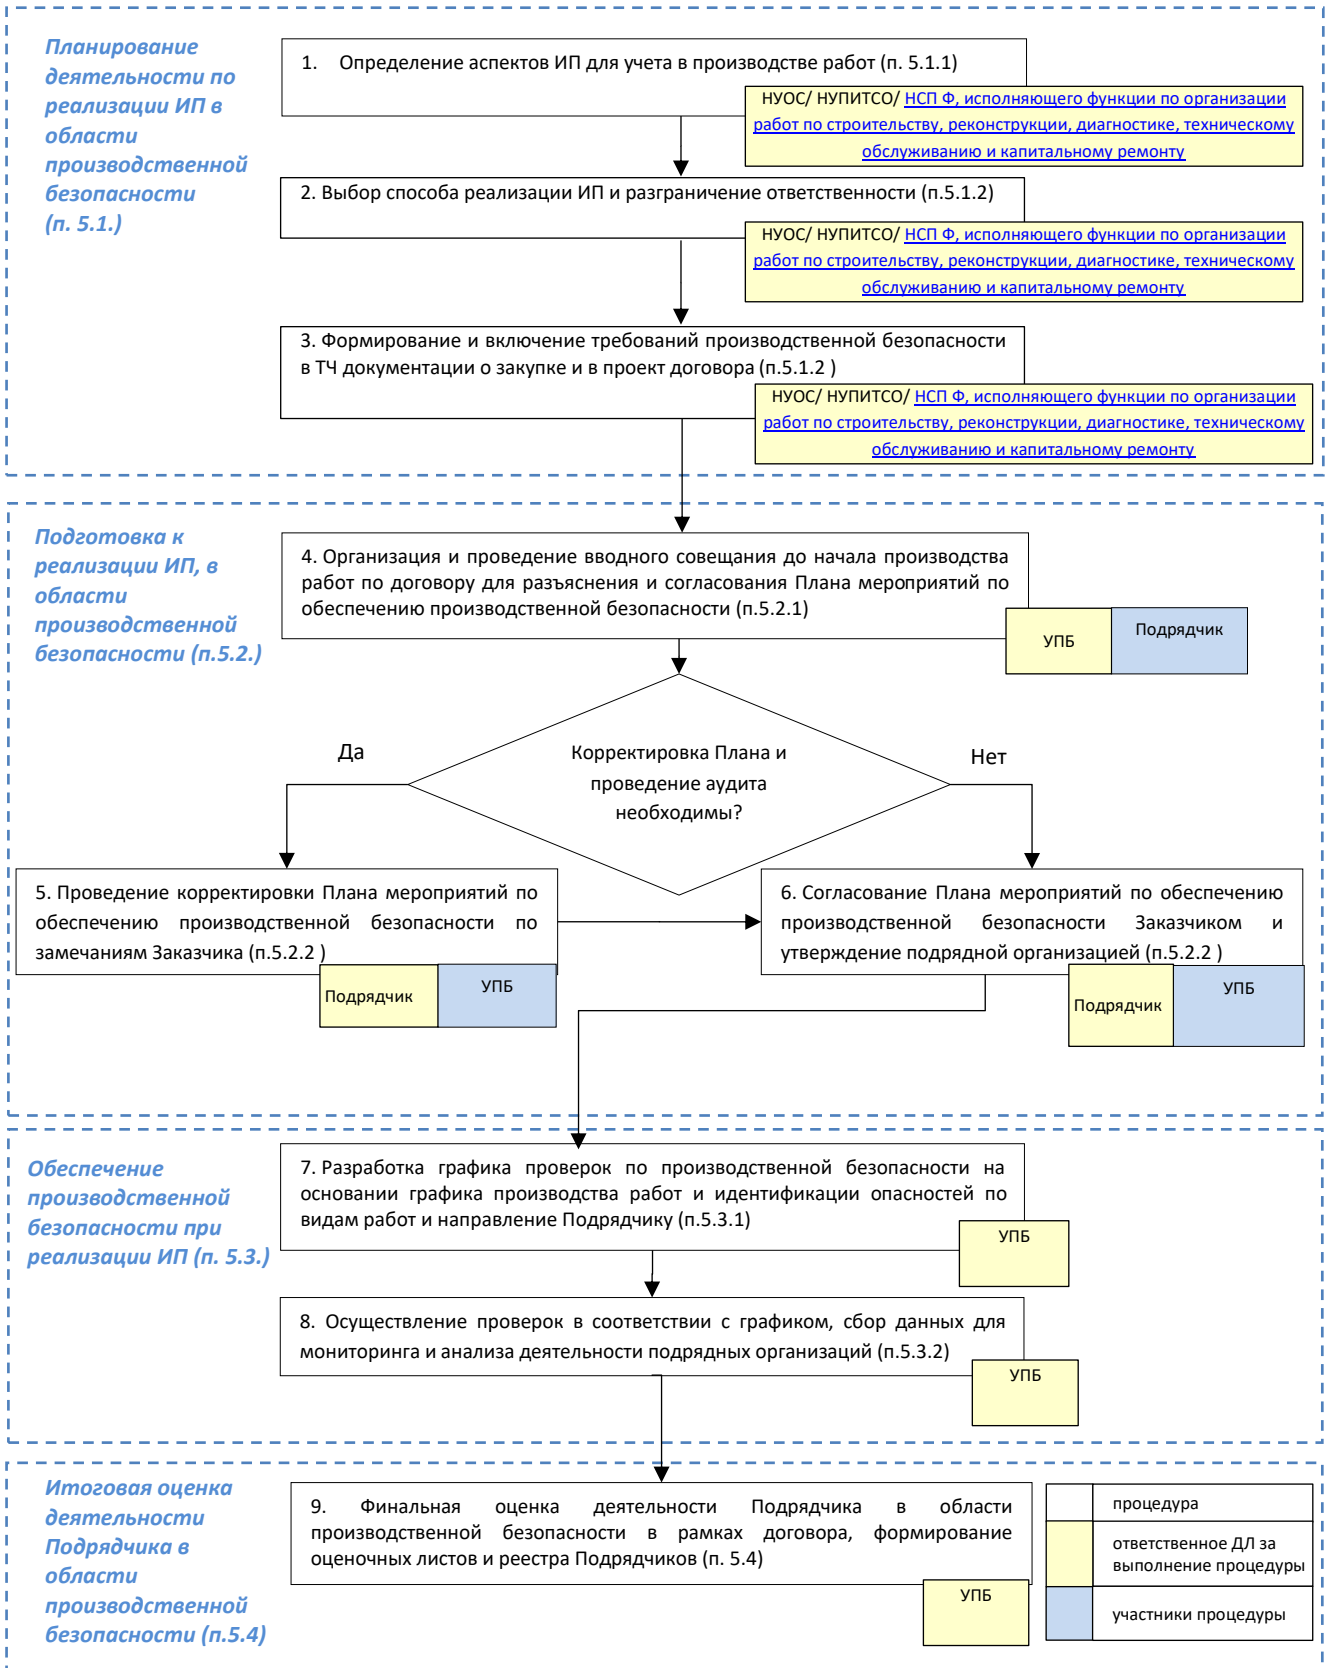 Планирование
деятельности по
реализации ИП в
области
производственной
безопасности
(п. 5.1.)
1. Определение аспектов ИП для учета в производстве работ (п. 5.1.1)
НУОС/ НУПИТСО/ НСП Ф, исполняющего функции по организации
работ по строительству, реконструкции, диагностике, техническому
обслуживанию и капитальному ремонту
2. Выбор способа реализации ИП и разграничение ответственности (п.5.1.2)
НУОС/ НУПИТСО/ НСП Ф, исполняющего функции по организации
работ по строительству, реконструкции, диагностике, техническому
обслуживанию и капитальному ремонту
3. Формирование и включение требований производственной безопасности
в ТЧ документации о закупке и в проект договора (п.5.1.2 )
НУОС/ НУПИТСО/ НСП Ф, исполняющего функции по организации
работ по строительству, реконструкции, диагностике, техническому
обслуживанию и капитальному ремонту
Подготовка к
реализации ИП, в
области
производственной
безопасности (п.5.2.)
4. Организация и проведение вводного совещания до начала производства
работ по договору для разъяснения и согласования Плана мероприятий по
обеспечению производственной безопасности (п.5.2.1)
УПБ
Подрядчик
Корректировка Плана и
проведение аудита
необходимы?
Да
Нет
5. Проведение корректировки Плана мероприятий по
обеспечению производственной безопасности по
замечаниям Заказчика (п.5.2.2 )
Подрядчик
УПБ
6. Согласование Плана мероприятий по обеспечению
производственной безопасности Заказчиком и
утверждение подрядной организацией (п.5.2.2 )
Подрядчик
УПБ
Обеспечение
производственной
безопасности при
реализации ИП (п. 5.3.)
7. Разработка графика проверок по производственной безопасности на
основании графика производства работ и идентификации опасностей по
видам работ и направление Подрядчику (п.5.3.1)
УПБ
8. Осуществление проверок в соответствии с графиком, сбор данных для
мониторинга и анализа деятельности подрядных организаций (п.5.3.2)
УПБ
Итоговая оценка
деятельности
Подрядчика в
области
производственной
безопасности (п.5.4)
9. Финальная оценка деятельности Подрядчика в области
производственной безопасности в рамках договора, формирование
оценочных листов и реестра Подрядчиков (п. 5.4)
УПБ
процедура
ответственное ДЛ за
выполнение процедуры
участники процедуры